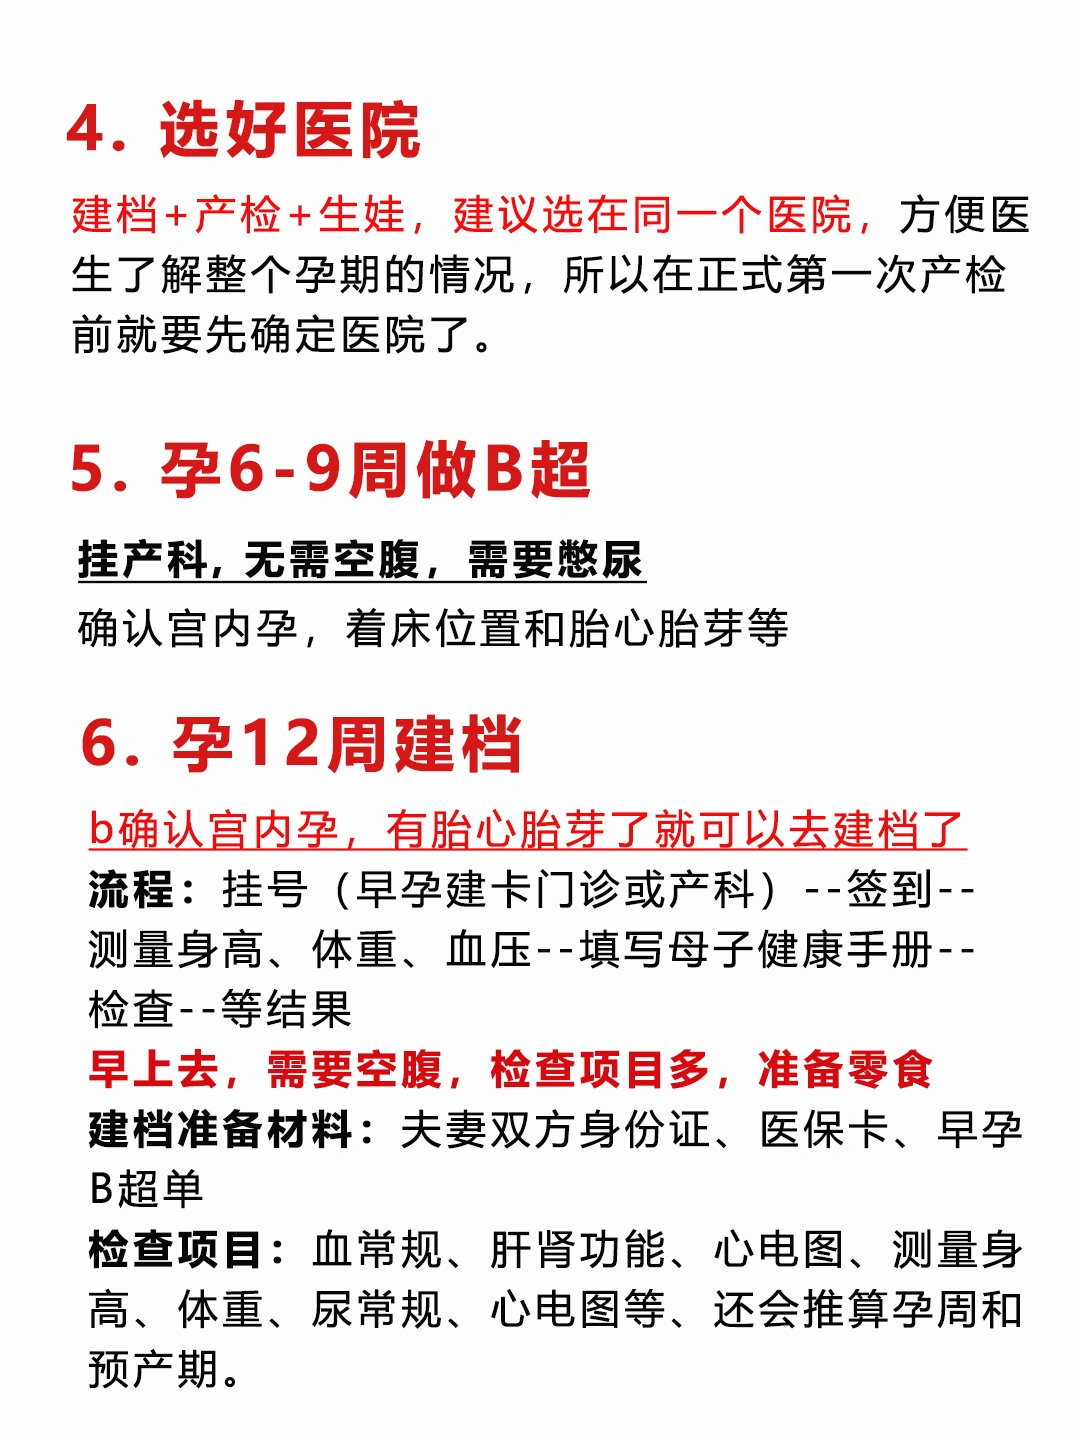 4. 选好医院
建档+产检+生娃，建议选在同一个医院，方便医
生了解整个孕期的情况，所以在正式第一次产检
前就要先确定医院了。
5. 孕6-9周做B超
挂产科, 无需空腹，需要憋尿
确认宫内孕，着床位置和胎心胎芽等
6. 孕12周建档
b确认宫内孕，有胎心胎芽了就可以去建档了
流程：挂号（早孕建卡门诊或产科）--签到--
测量身高、体重、血压--填写母子健康手册--
检查--等结果
早上去，需要空腹，检查项目多，准备零食
建档准备材料：夫妻双方身份证、医保卡、早孕
B超单
检查项目：血常规、肝肾功能、心电图、测量身
高、体重、尿常规、心电图等、还会推算孕周和
预产期。